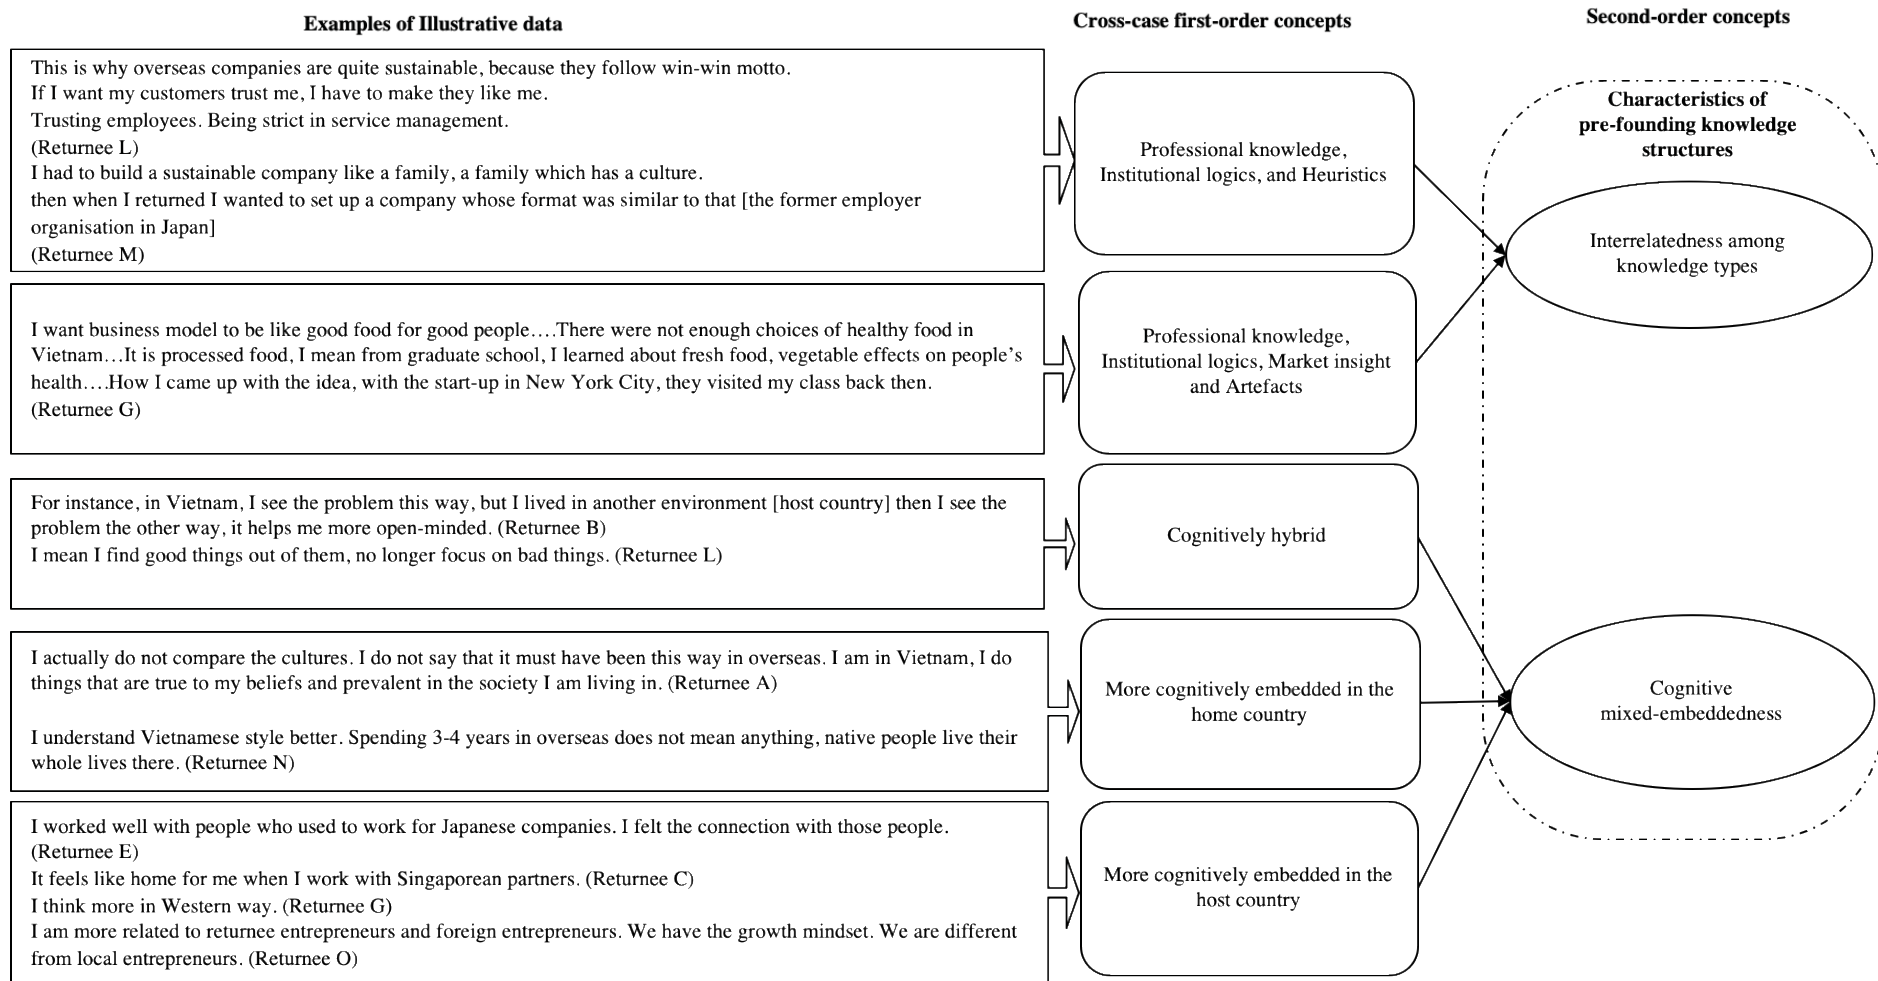 Examples of Illustrative data
Cross-case first-order concepts
Second-order concepts
This is why overseas companies are quite sustainable, because they follow win-win motto.
If I want my customers trust me, I have to make they like me.
Trusting employees. Being strict in service management.
(Returnee L)
I had to build a sustainable company like a family, a family which has a culture.
then when I returned I wanted to set up a company whose format was similar to that [the former employer
organisation in Japan]
(Returnee M)
Professional knowledge,
Institutional logics, and Heuristics
Characteristics of
pre-founding knowledge
structures
Interrelatedness among
knowledge types
I want business model to be like good food for good people….There were not enough choices of healthy food in
Vietnam…It is processed food, I mean from graduate school, I learned about fresh food, vegetable effects on people’s
health….How I came up with the idea, with the start-up in New York City, they visited my class back then.
(Returnee G)
Professional knowledge,
Institutional logics, Market insight
and Artefacts
For instance, in Vietnam, I see the problem this way, but I lived in another environment [host country] then I see the
problem the other way, it helps me more open-minded. (Returnee B)
I mean I find good things out of them, no longer focus on bad things. (Returnee L)
Cognitively hybrid
I actually do not compare the cultures. I do not say that it must have been this way in overseas. I am in Vietnam, I do
things that are true to my beliefs and prevalent in the society I am living in. (Returnee A)
I understand Vietnamese style better. Spending 3-4 years in overseas does not mean anything, native people live their
whole lives there. (Returnee N)
More cognitively embedded in the
home country
Cognitive
mixed-embeddedness
I worked well with people who used to work for Japanese companies. I felt the connection with those people.
(Returnee E)
It feels like home for me when I work with Singaporean partners. (Returnee C)
I think more in Western way. (Returnee G)
I am more related to returnee entrepreneurs and foreign entrepreneurs. We have the growth mindset. We are different
from local entrepreneurs. (Returnee O)
More cognitively embedded in the
host country